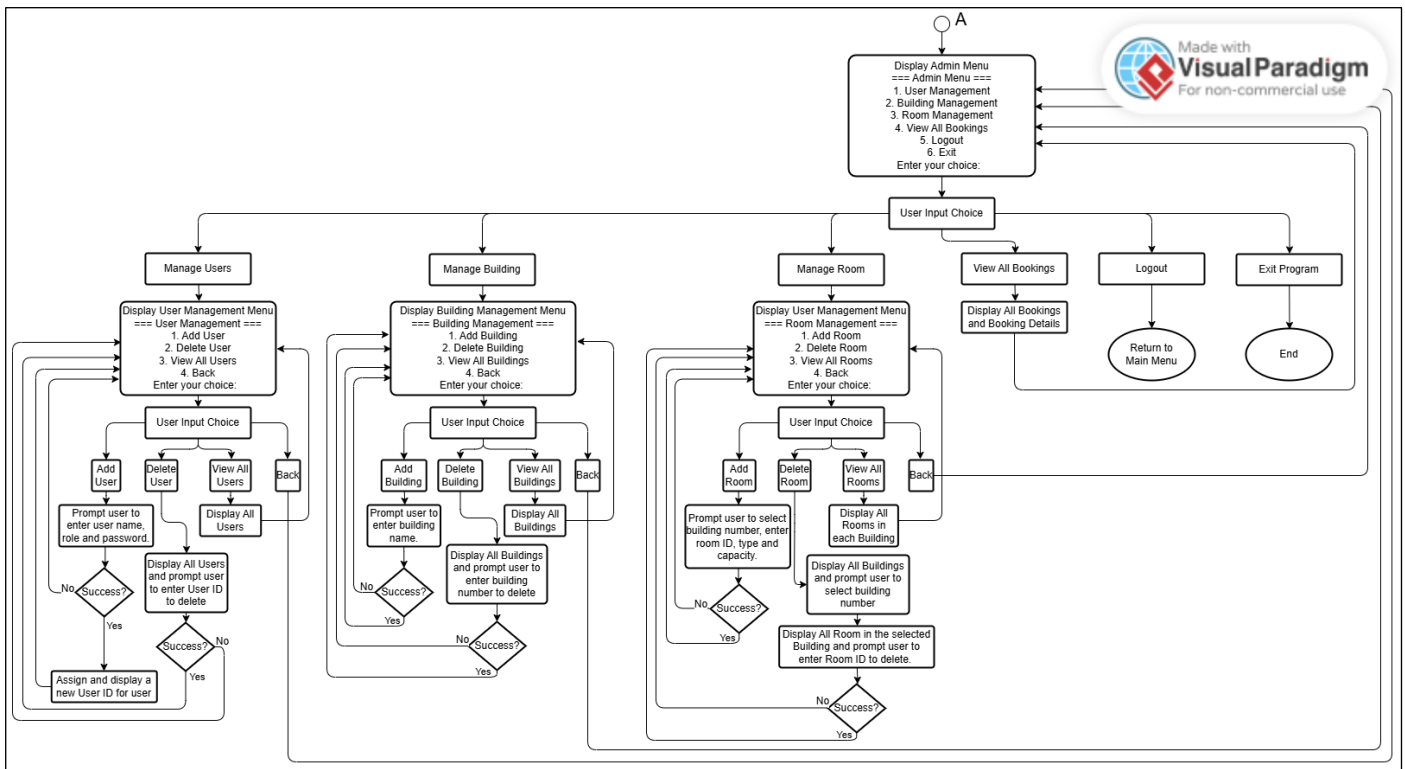 A
Made with
Visual Paradigm
For non-commercial use
Display Admin Menu
=== Admin Menu ===
1. User Management
2. Building Management
3. Room Management
4. View All Bookings
5. Logout
6. Exit
Enter your choice:
User Input Choice
Manage Users
Manage Building
Manage Room
View All Bookings
Logout
Exit Program
Display User Management Menu
=== User Management ===
1. Add User
2. Delete User
3. View All Users
4. Back
Enter your choice:
Display Building Management Menu
=== Building Management ===
1. Add Building
2. Delete Building
3. View All Buildings
4. Back
Enter your choice:
Display User Management Menu
=== Room Management ===
1. Add Room
2. Delete Room
3. View All Rooms
4. Back
Enter your choice:
Display All Bookings
and Booking Details
Return to
Main Menu
End
User Input Choice
Add
User
Delete
User
View All
Users
Back
Display All
Users
Prompt user to
enter user name,
role and password.
Display All Users
and prompt user
to enter User ID
to delete
No
Success?
Yes
Success?
No
Yes
Assign and display a
new User ID for user
User Input Choice
Add
Building
Delete
Building
View All
Buildings
Back
Prompt user to
enter building
name.
Display All
Buildings
Display All Buildings
and prompt user to
enter building
number to delete
No
Success?
Yes
No
Success?
Yes
User Input Choice
Add
Room
Delete
Room
View All
Rooms
Back
Prompt user to select
building number, enter
room ID, type and
capacity.
Display All
Rooms in
each Building
Display All Buildings
and prompt user to
select building
number
No
Success?
Yes
Display All Room in the selected
Building and prompt user to
enter Room ID to delete.
No
Success?
Yes